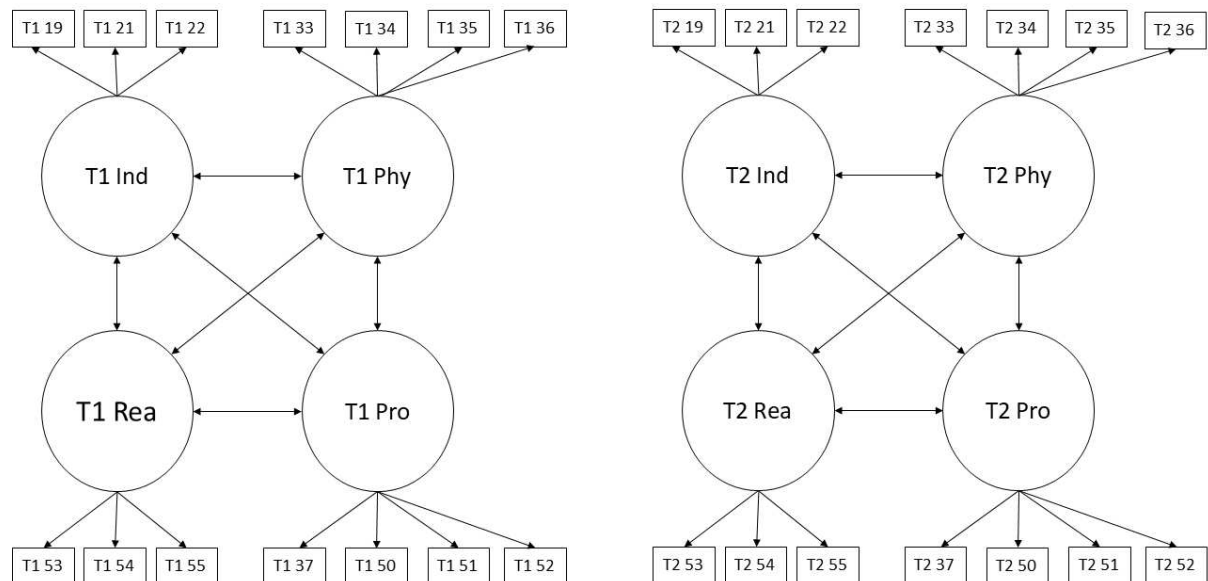 T1 19
T1 21
T1 22
T1 33
T1 34
T1 35
T1 36
T1 Ind
T1 Phy
T1 Rea
T1 Pro
T1 53
T1 54
T1 55
T1 37
T1 50
T1 51
T1 52
T2 19
T2 21
T2 22
T2 33
T2 34
T2 35
T2 36
T2 Ind
T2 Phy
T2 Rea
T2 Pro
T2 53
T2 54
T2 55
T2 37
T2 50
T2 51
T2 52